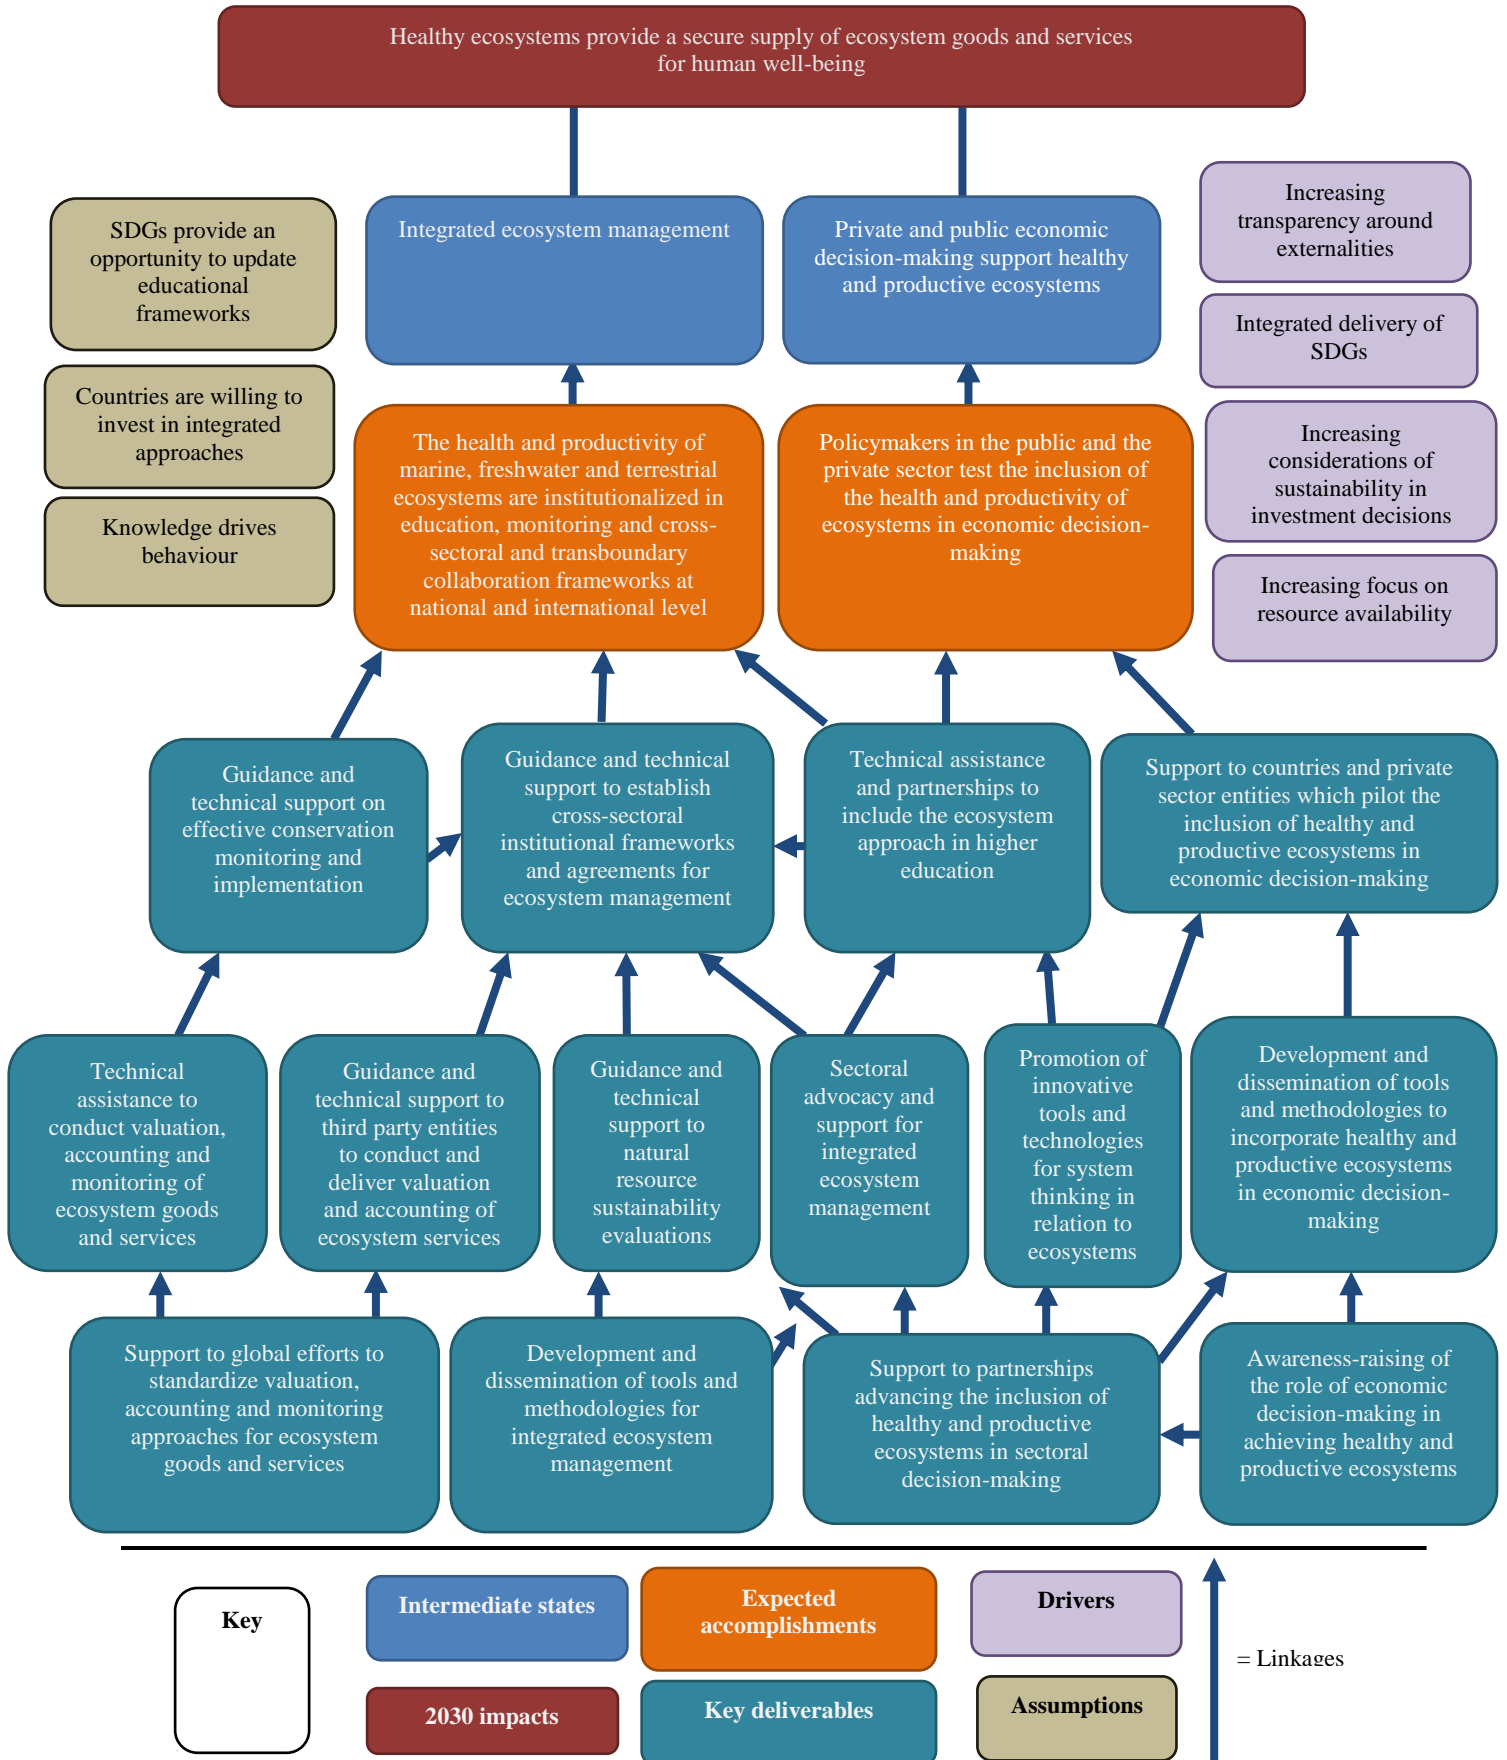 Healthy ecosystems provide a secure supply of ecosystem goods and services
for human well-being
SDGs provide an
opportunity to update
educational
frameworks
Countries are willing to
invest in integrated
approaches
Knowledge drives
behaviour
Integrated ecosystem management
Private and public economic
decision-making support healthy
and productive ecosystems
Increasing
transparency around
externalities
Integrated delivery of
SDGs
Increasing
considerations of
sustainability in
investment decisions
Increasing focus on
resource availability
The health and productivity of
marine, freshwater and terrestrial
ecosystems are institutionalized in
education, monitoring and cross-
sectoral and transboundary
collaboration frameworks at
national and international level
Policymakers in the public and the
private sector test the inclusion of
the health and productivity of
ecosystems in economic decision-
making
Guidance and
technical support on
effective conservation
monitoring and
implementation
Guidance and technical
support to establish
cross-sectoral
institutional frameworks
and agreements for
ecosystem management
Technical assistance
and partnerships to
include the ecosystem
approach in higher
education
Support to countries and private
sector entities which pilot the
inclusion of healthy and
productive ecosystems in
economic decision-making
Technical
assistance to
conduct valuation,
accounting and
monitoring of
ecosystem goods
and services
Guidance and
technical support to
third party entities
to conduct and
deliver valuation
and accounting of
ecosystem services
Guidance and
technical
support to
natural
resource
sustainability
evaluations
Sectoral
advocacy and
support for
integrated
ecosystem
management
Promotion of
innovative
tools and
technologies
for system
thinking in
relation to
ecosystems
Development and
dissemination of tools
and methodologies to
incorporate healthy and
productive ecosystems
in economic decision-
making
Support to global efforts to
standardize valuation,
accounting and monitoring
approaches for ecosystem
goods and services
Development and
dissemination of tools and
methodologies for
integrated ecosystem
management
Support to partnerships
advancing the inclusion of
healthy and productive
ecosystems in sectoral
decision-making
Awareness-raising of
the role of economic
decision-making in
achieving healthy and
productive ecosystems
Key
Intermediate states
Expected
accomplishments
Drivers
= Linkages
2030 impacts
Key deliverables
Assumptions